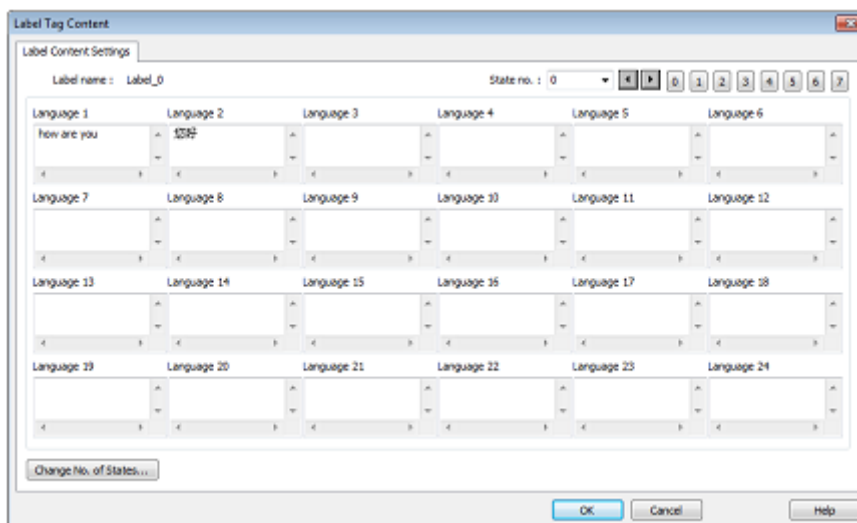 Label Tag Content
Label Content Settings
Label name : Label_0 State no. : 0 0 1 2 3 4 5 6 7
Language 1 Language 2 Language 3 Language 4 Language 5 Language 6
how are you 您好
Language 7 Language 8 Language 9 Language 10 Language 11 Language 12
Language 13 Language 14 Language 15 Language 16 Language 17 Language 18
Language 19 Language 20 Language 21 Language 22 Language 23 Language 24
Change No. of States...
OK Cancel Help